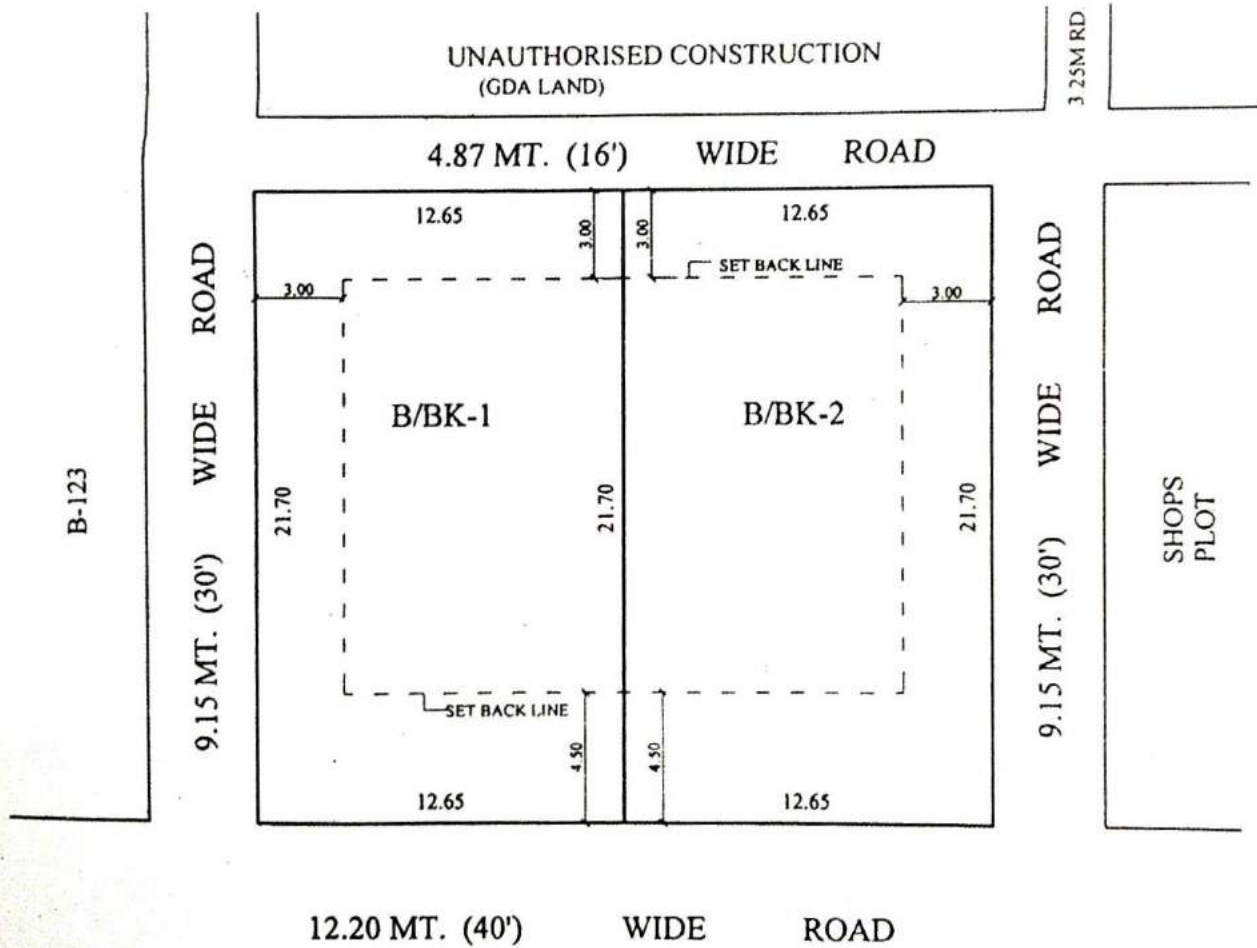 UNAUTHORISED CONSTRUCTION
(GDA LAND)
3 25M RD.
4.87 MT. (16') WIDE ROAD
12.65
12.65
3.00
3.00
SET BACK LINE
3.00
3.00
9.15 MT. (30') WIDE ROAD
9.15 MT. (30') WIDE ROAD
B/BK-1
B/BK-2
B-123
21.70
21.70
21.70
SHOPS
PLOT
SET BACK LINE
4.50
4.50
12.65
12.65
12.20 MT. (40') WIDE ROAD